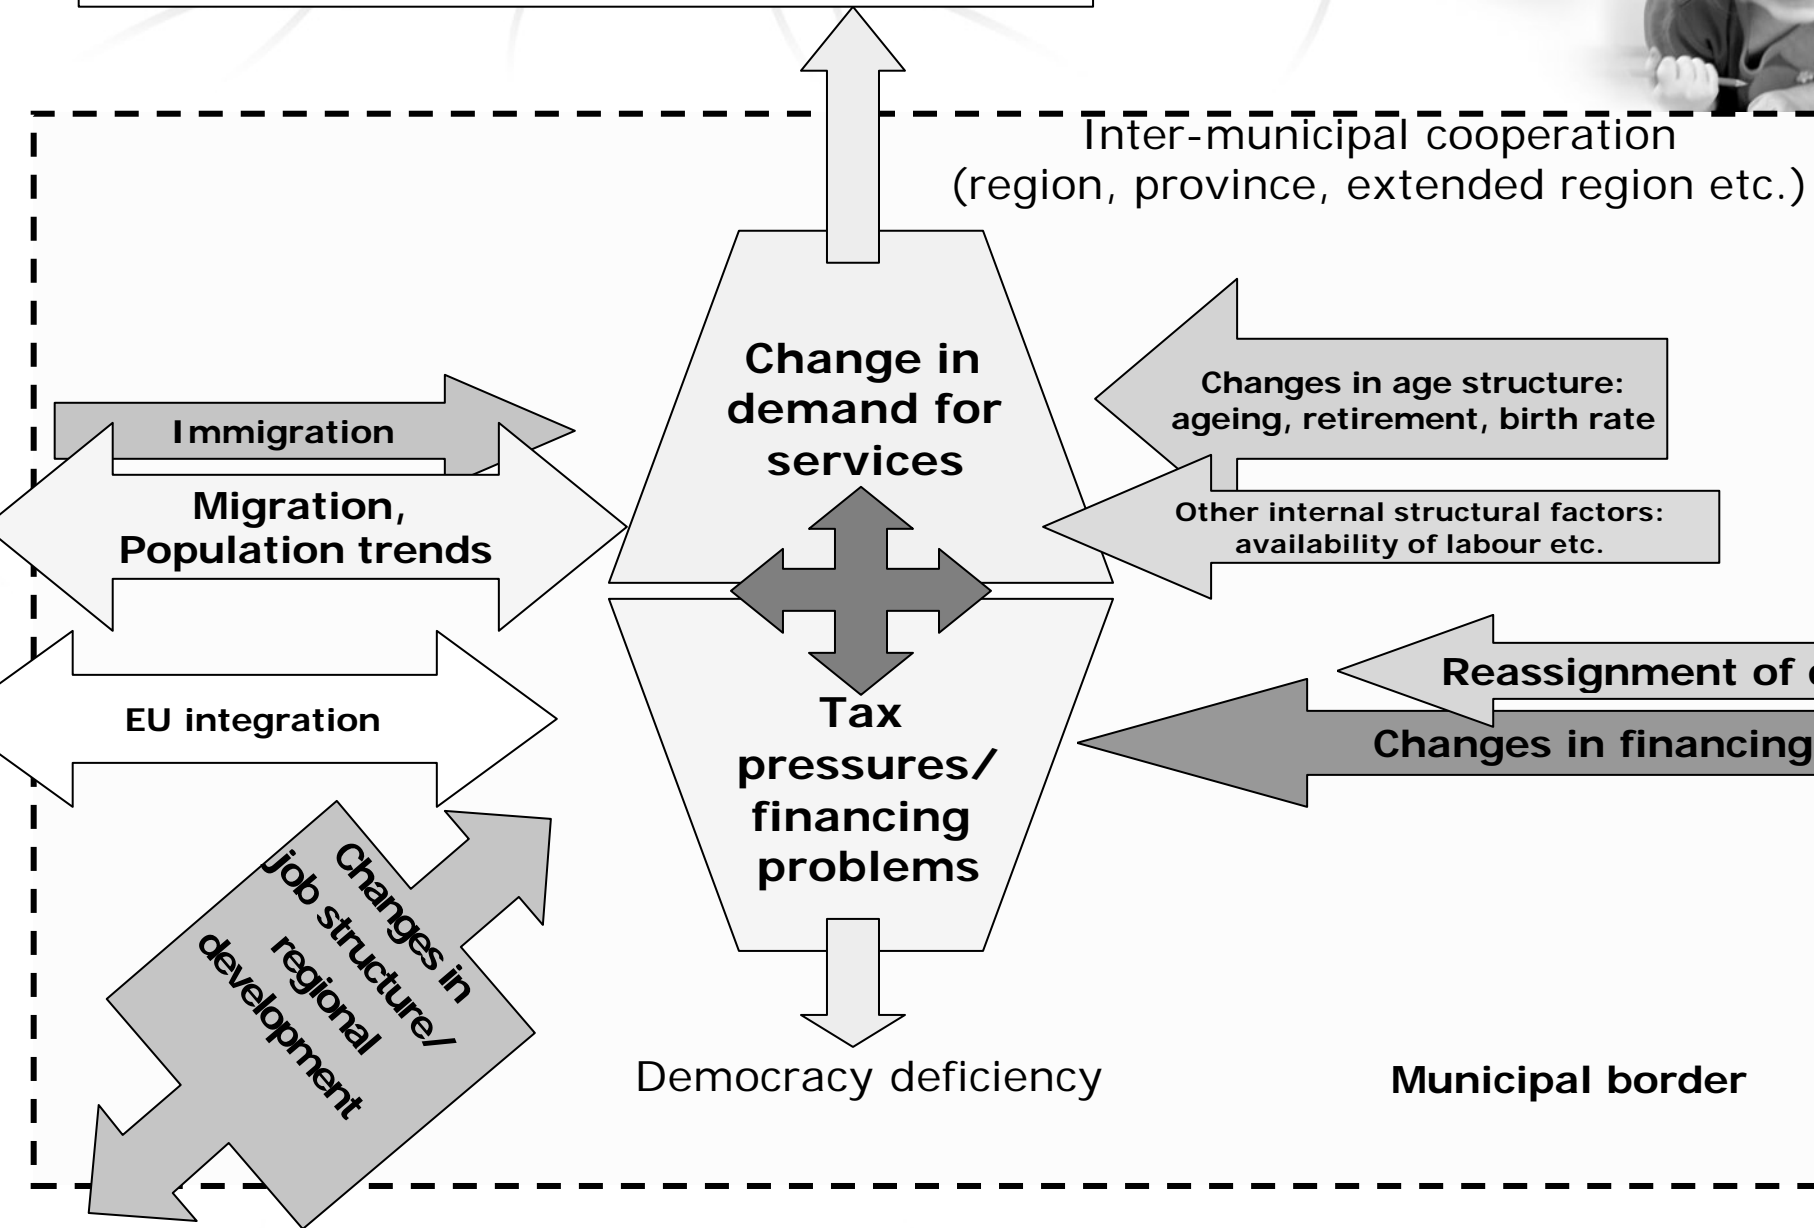 Inter-municipal cooperation
(region, province, extended region etc.)
Change in
demand for
services
Changes in age structure:
ageing, retirement, birth rate
Immigration
Migration,
Population trends
Other internal structural factors:
availability of labour etc.
EU integration
Reassignment of
Changes in financing
Tax
pressures/
financing
problems
Changes in
job structure/
regional
development
Democracy deficiency
Municipal border